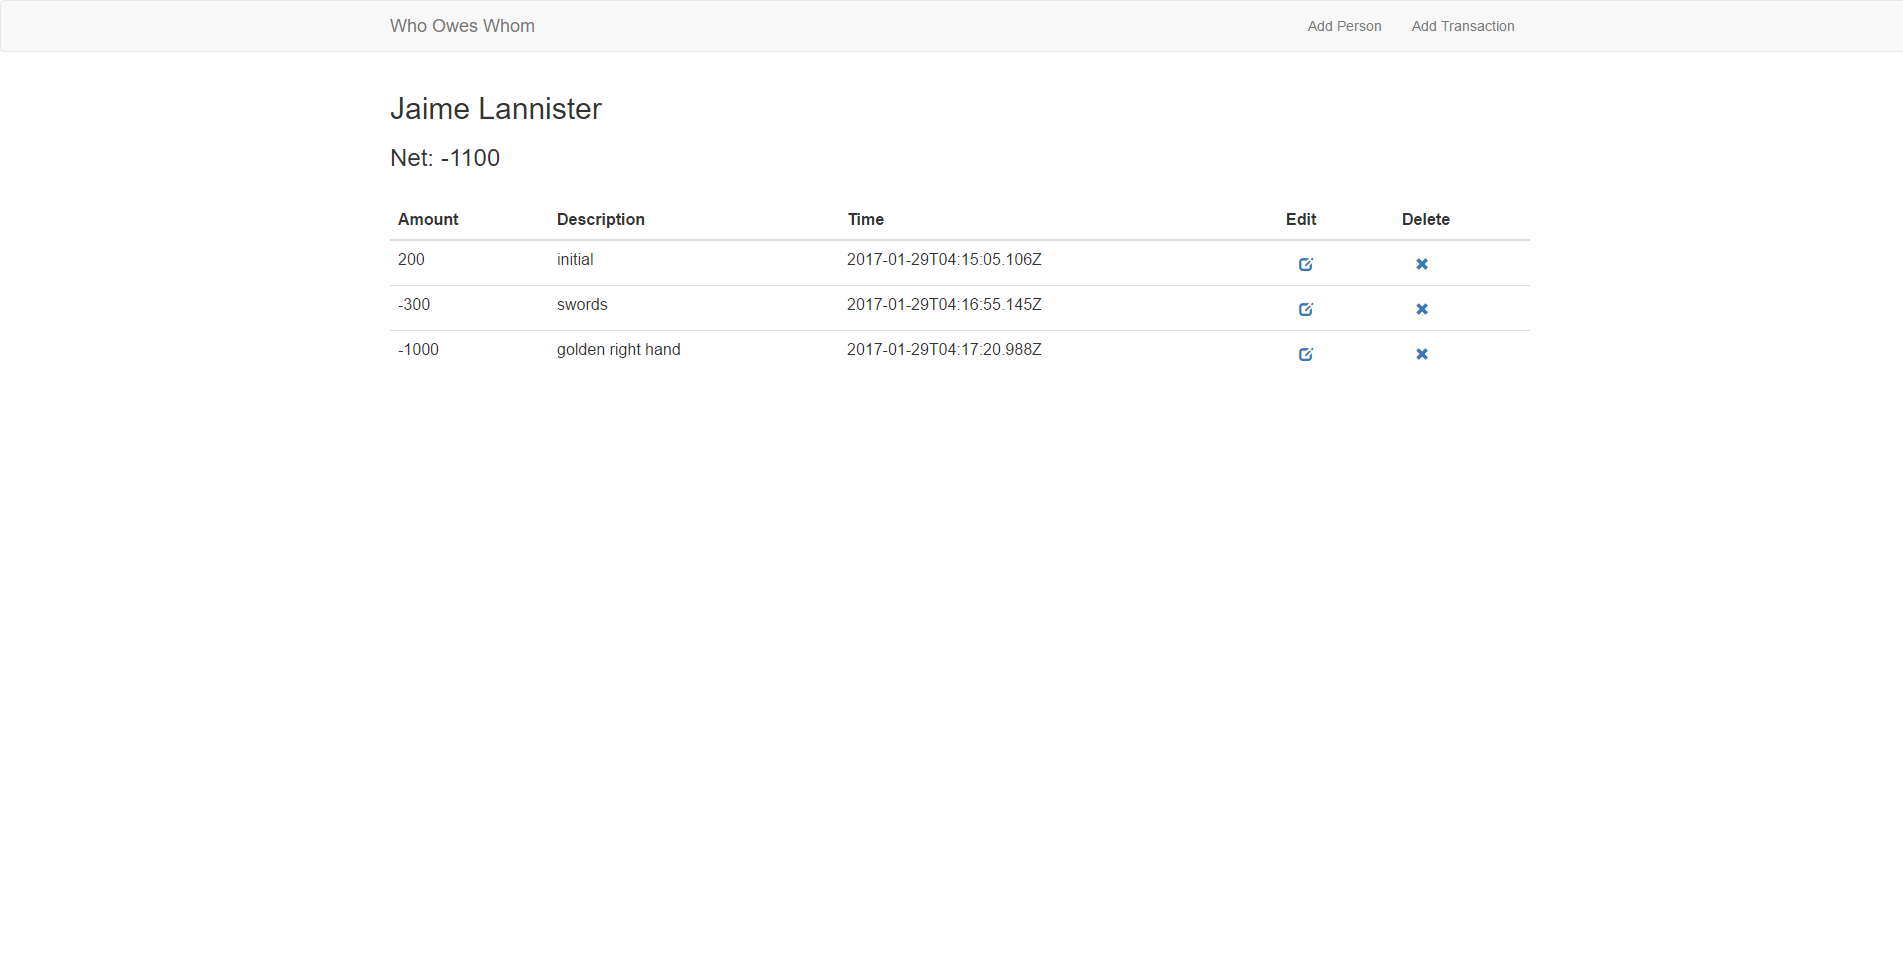 Who Owes Whom Add Person Add Transaction
Jaime Lannister
Net: -1100
Amount Description Time Edit Delete
200 initial 2017-01-29T04:15:05.106Z
-300 swords 2017-01-29T04:16:55.145Z
-1000 golden right hand 2017-01-29T04:17:20.988Z